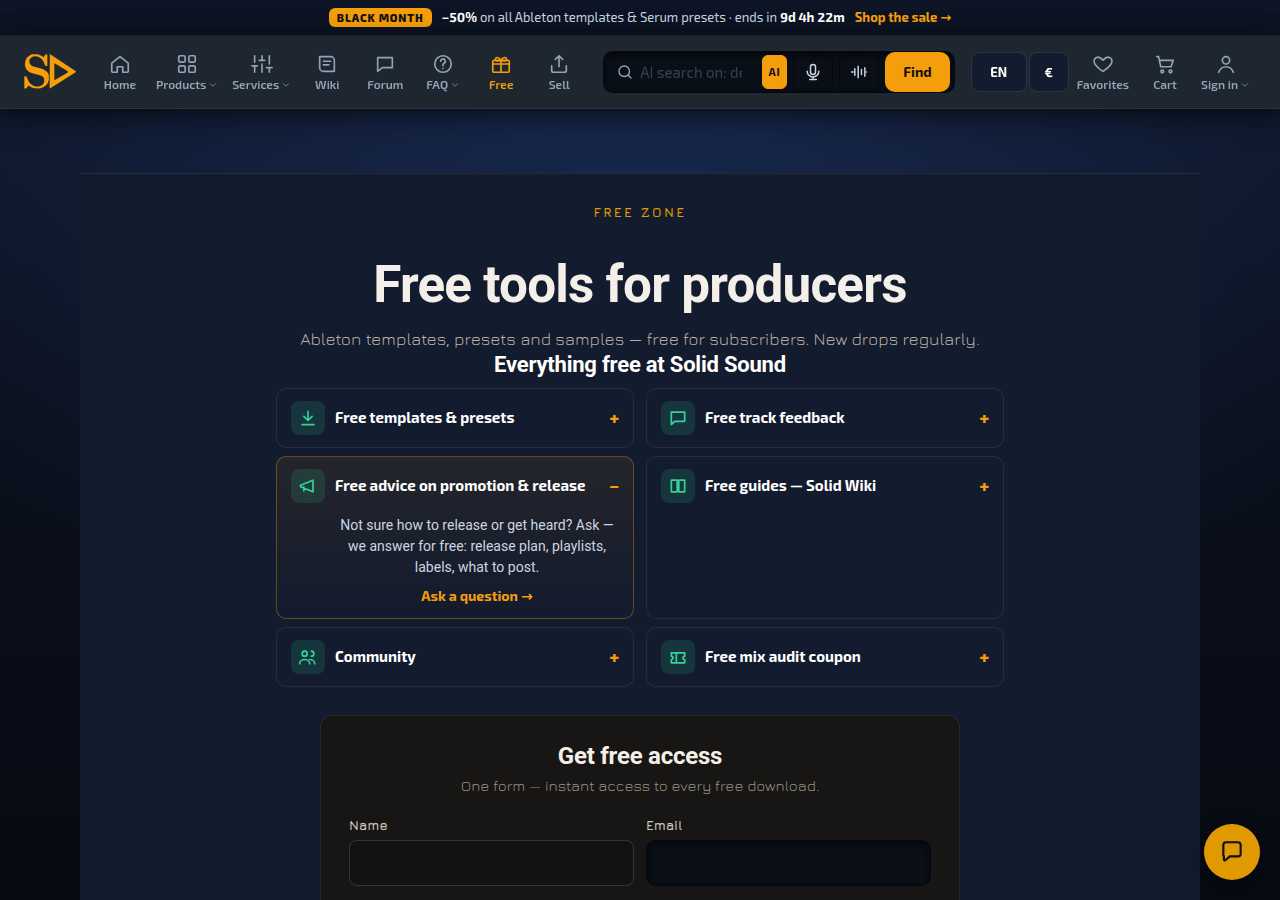 BLACK MONTH −50% on all Ableton templates & Serum presets · ends in 9d 4h 22m Shop the sale →
Home
Products
Services
Wiki
Forum
FAQ
Free
Sell
AI search on: dr
AI
Find
EN
€
Favorites
Cart
Sign in
FREE ZONE
Free tools for producers
Ableton templates, presets and samples — free for subscribers. New drops regularly.
Everything free at Solid Sound
Free templates & presets +
Free track feedback +
Free advice on promotion & release −
Not sure how to release or get heard? Ask —
we answer for free: release plan, playlists,
labels, what to post.
Ask a question →
Free guides — Solid Wiki +
Community +
Free mix audit coupon +
Get free access
One form — instant access to every free download.
Name
Email